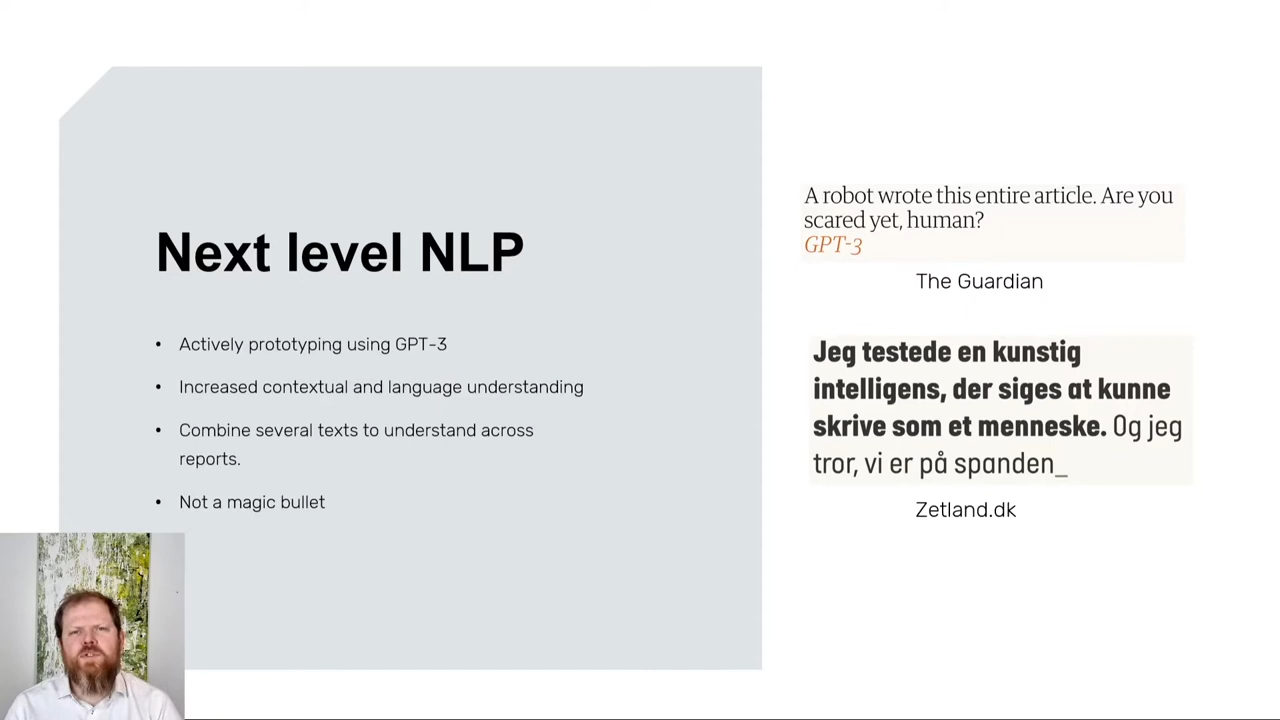 Next level NLP
• Actively prototyping using GPT-3
• Increased contextual and language understanding
• Combine several texts to understand across
reports.
• Not a magic bullet
A robot wrote this entire article. Are you
scared yet, human?
GPT-3
The Guardian
Jeg testede en kunstig
intelligens, der siges at kunne
skrive som et menneske. Og jeg
tror, vi er på spanden_
Zetland.dk